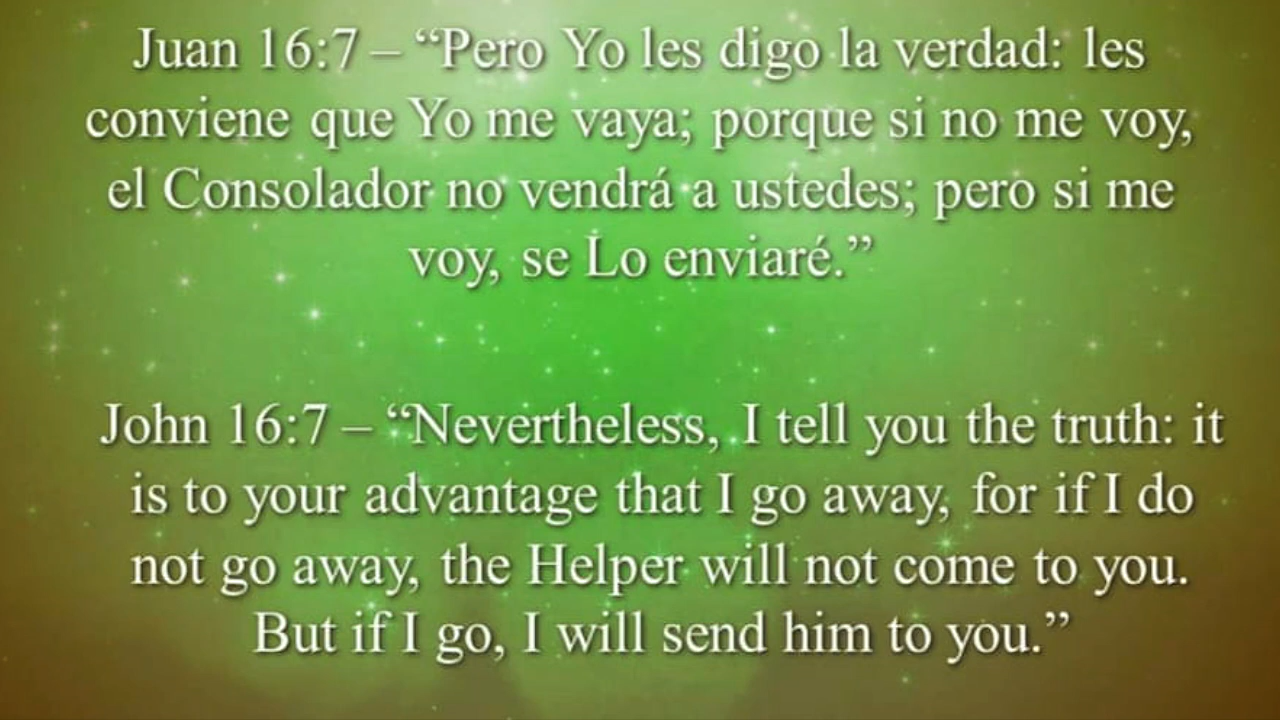 Juan 16:7 – “Pero Yo les digo la verdad: les
conviene que Yo me vaya; porque si no me voy,
el Consolador no vendrá a ustedes; pero si me
voy, se Lo enviaré.”
John 16:7 – “Nevertheless, I tell you the truth: it
is to your advantage that I go away, for if I do
not go away, the Helper will not come to you.
But if I go, I will send him to you.”